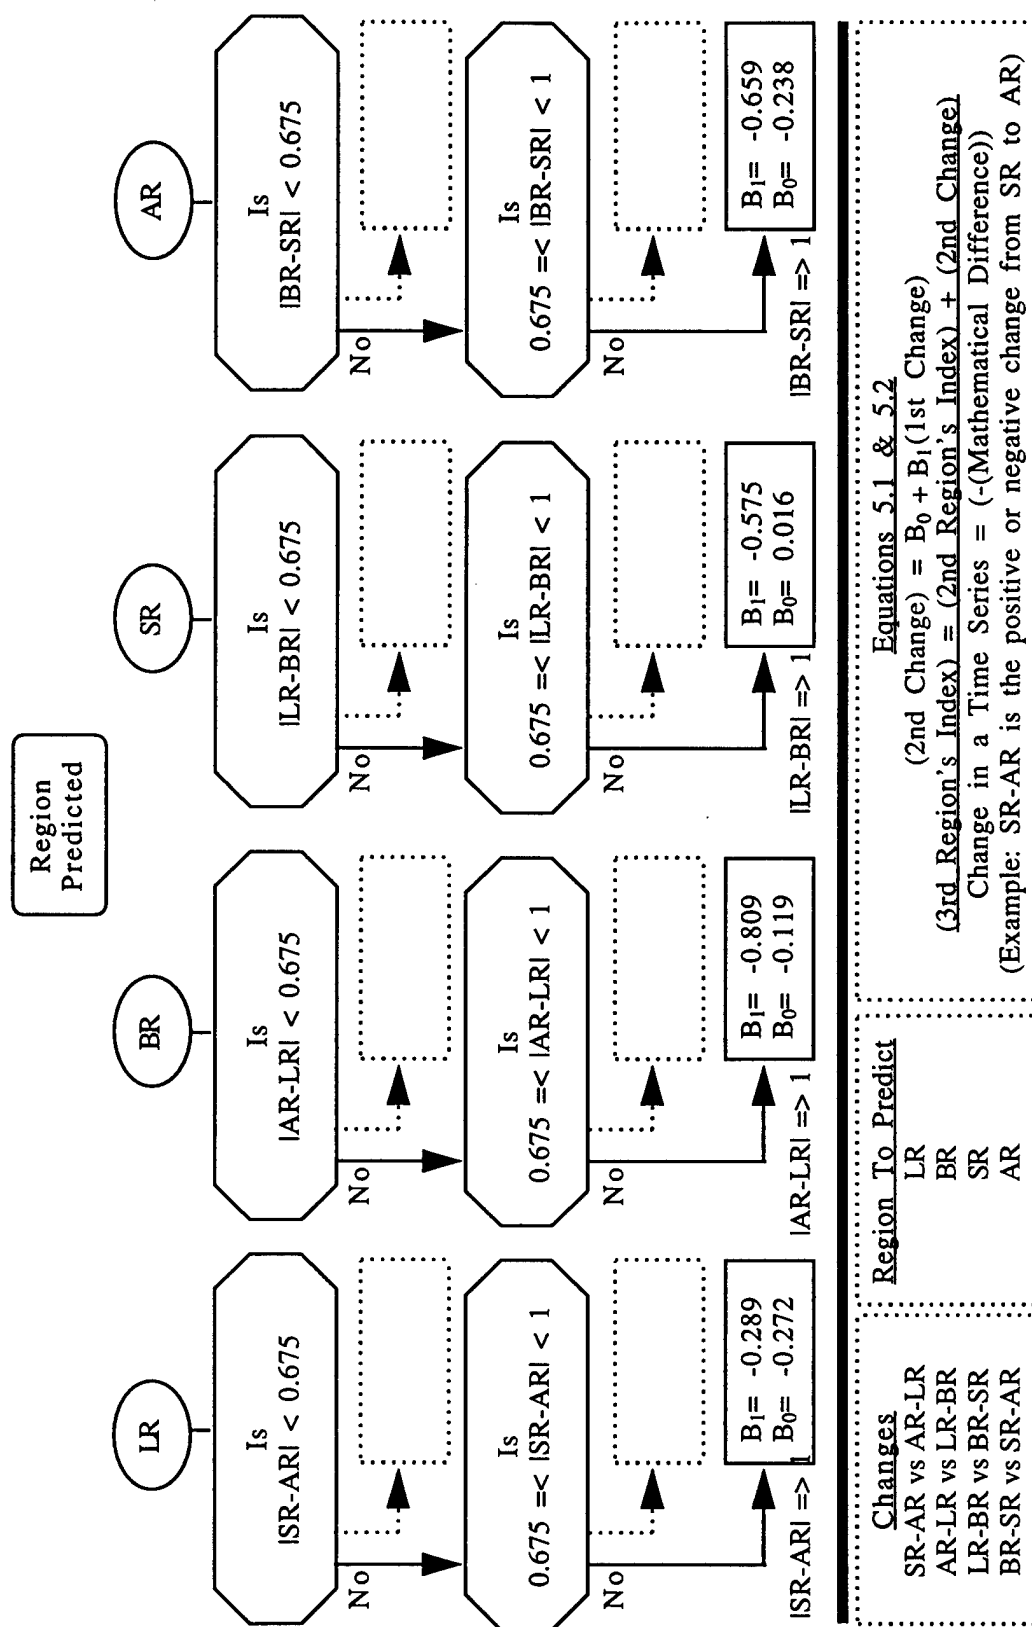 Region
Predicted
LR
BR
SR
AR
Is
|SR-AR| < 0.675
Is
|AR-LR| < 0.675
Is
|LR-BR| < 0.675
Is
|BR-SR| < 0.675
No
No
No
No
Is
0.675 =< |SR-AR| < 1
Is
0.675 =< |AR-LR| < 1
Is
0.675 =< |LR-BR| < 1
Is
0.675 =< |BR-SR| < 1
No
No
No
No
B₁= -0.289
B₀= -0.272
B₁= -0.809
B₀= -0.119
B₁= -0.575
B₀= 0.016
B₁= -0.659
B₀= -0.238
|SR-AR| => 1
|AR-LR| => 1
|LR-BR| => 1
|BR-SR| => 1
Changes
SR-AR vs AR-LR
AR-LR vs LR-BR
LR-BR vs BR-SR
BR-SR vs SR-AR
Region To Predict
LR
BR
SR
AR
Equations 5.1 & 5.2
(2nd Change) = B₀ + B₁(1st Change)
(3rd Region's Index) = (2nd Region's Index) + (2nd Change)
Change in a Time Series = (-(Mathematical Difference))
(Example: SR-AR is the positive or negative change from SR to AR)